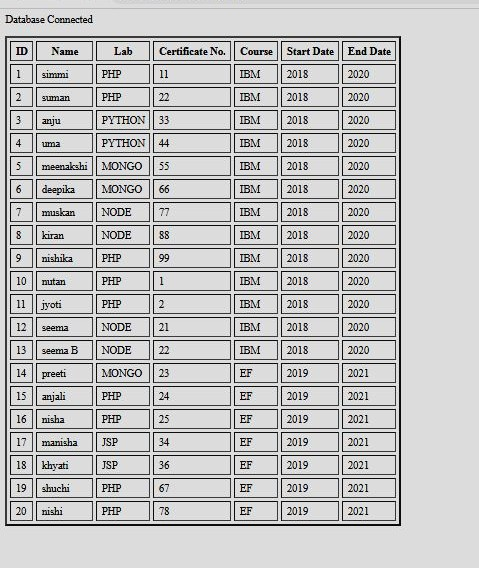 Database Connected
ID Name Lab Certificate No. Course Start Date End Date
1 simmi PHP 11 IBM 2018 2020
2 suman PHP 22 IBM 2018 2020
3 anju PYTHON 33 IBM 2018 2020
4 uma PYTHON 44 IBM 2018 2020
5 meenakshi MONGO 55 IBM 2018 2020
6 deepika MONGO 66 IBM 2018 2020
7 muskan NODE 77 IBM 2018 2020
8 kiran NODE 88 IBM 2018 2020
9 nishika PHP 99 IBM 2018 2020
10 nutan PHP 1 IBM 2018 2020
11 jyoti PHP 2 IBM 2018 2020
12 seema NODE 21 IBM 2018 2020
13 seema B NODE 22 IBM 2018 2020
14 preeti MONGO 23 EF 2019 2021
15 anjali PHP 24 EF 2019 2021
16 nisha PHP 25 EF 2019 2021
17 manisha JSP 34 EF 2019 2021
18 khyati JSP 36 EF 2019 2021
19 shuchi PHP 67 EF 2019 2021
20 nishi PHP 78 EF 2019 2021